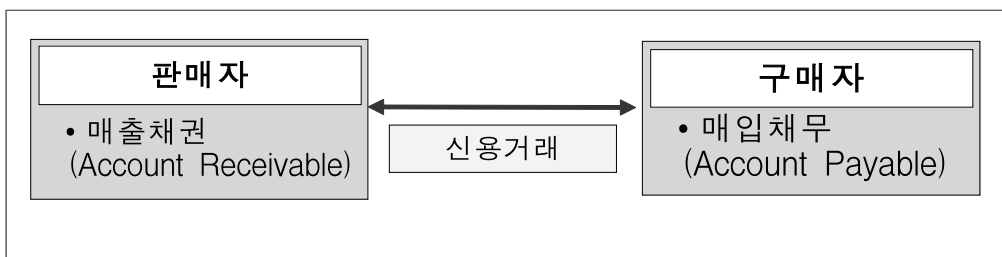 판매자
• 매출채권
(Account Receivable)
신용거래
구매자
• 매입채무
(Account Payable)